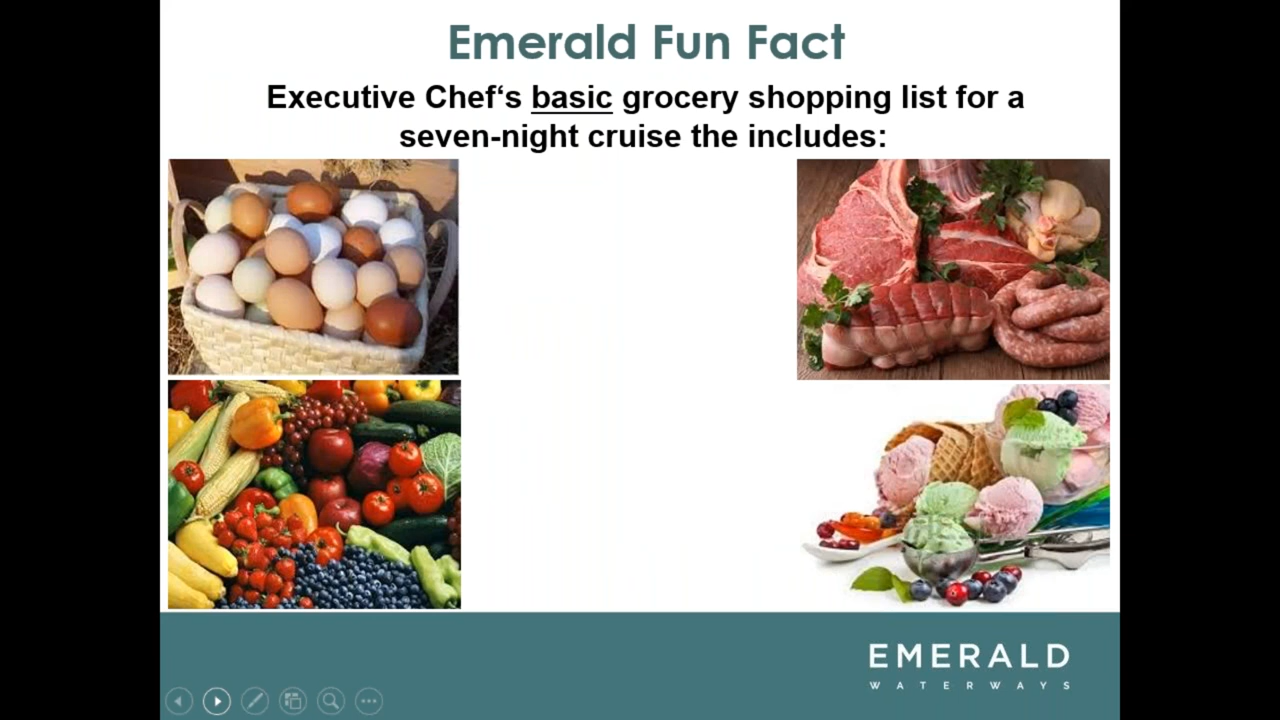 Emerald Fun Fact
Executive Chef‘s basic grocery shopping list for a
seven-night cruise the includes:
EMERALD
WATERWAYS